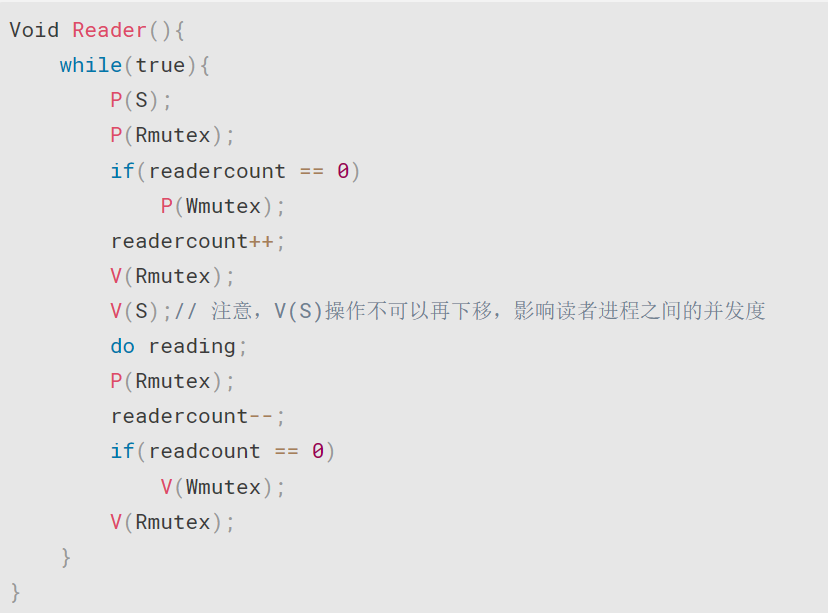 Void Reader(){
while(true){
P(S);
P(Rmutex);
if(readercount == 0)
P(Wmutex);
readercount++;
V(Rmutex);
V(S);// 注意，V(S)操作不可以再下移，影响读者进程之间的并发度
do reading;
P(Rmutex);
readercount--;
if(readcount == 0)
V(Wmutex);
V(Rmutex);
}
}